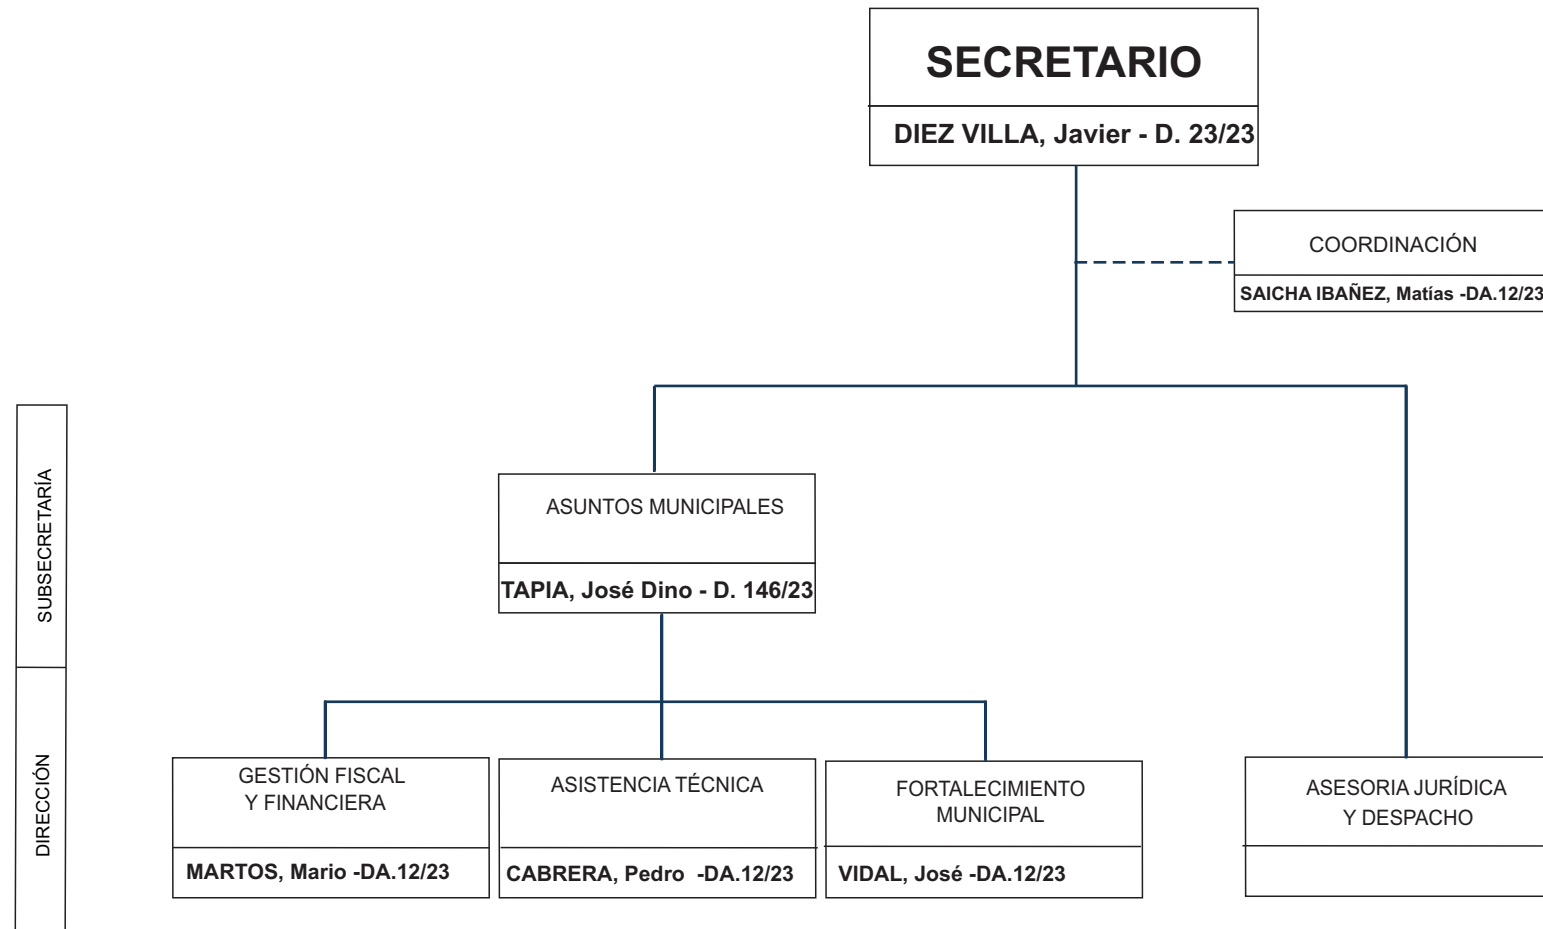 SECRETARIO
DIEZ VILLA, Javier - D. 23/23
COORDINACIÓN
SAICHA IBAÑEZ, Matías -DA.12/23
SUBSECRETARÍA
ASUNTOS MUNICIPALES
TAPIA, José Dino - D. 146/23
DIRECCIÓN
GESTIÓN FISCAL
Y FINANCIERA
MARTOS, Mario -DA.12/23
ASISTENCIA TÉCNICA
CABRERA, Pedro -DA.12/23
FORTALECIMIENTO
MUNICIPAL
VIDAL, José -DA.12/23
ASESORIA JURÍDICA
Y DESPACHO